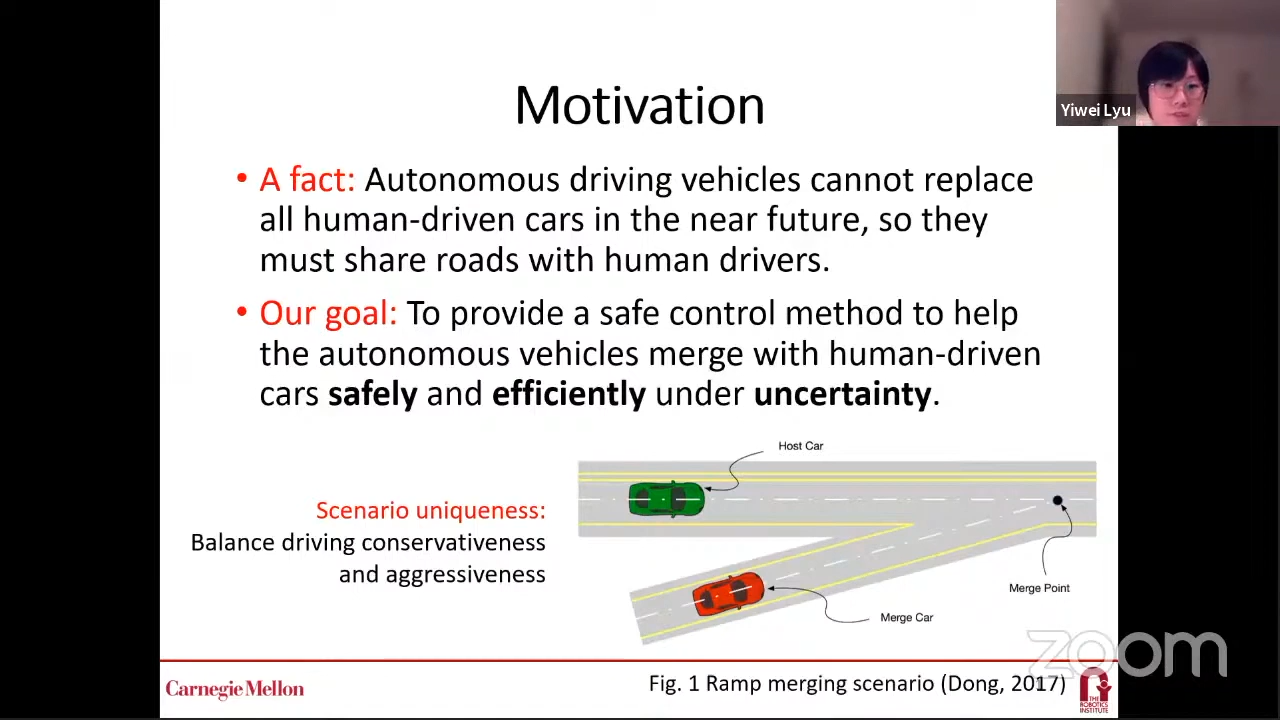 Motivation
Yiwei Lyu
• A fact: Autonomous driving vehicles cannot replace
all human-driven cars in the near future, so they
must share roads with human drivers.
• Our goal: To provide a safe control method to help
the autonomous vehicles merge with human-driven
cars safely and efficiently under uncertainty.
Host Car
Scenario uniqueness:
Balance driving conservativeness
and aggressiveness
Merge Point
Merge Car
zoom
Carnegie Mellon
Fig. 1 Ramp merging scenario (Dong, 2017)
THE
ROBOTICS
INSTITUTE